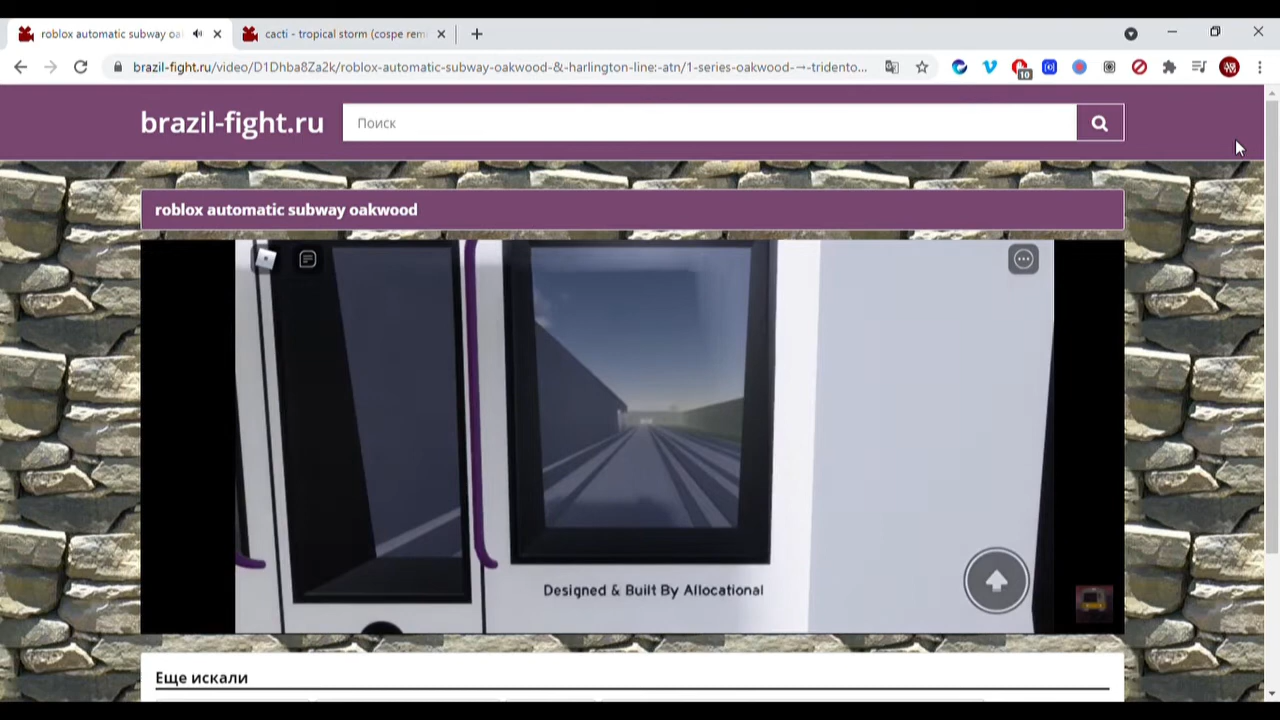 roblox automatic subway oa
cacti - tropical storm (cospe rem
brazil-fight.ru/video/D1Dhba8Za2k/roblox-automatic-subway-oakwood-&-harlington-line:-atn/1-series-oakwood-→-tridento...
10
brazil-fight.ru
Поиск
roblox automatic subway oakwood
Designed & Built By Allocational
Еще искали